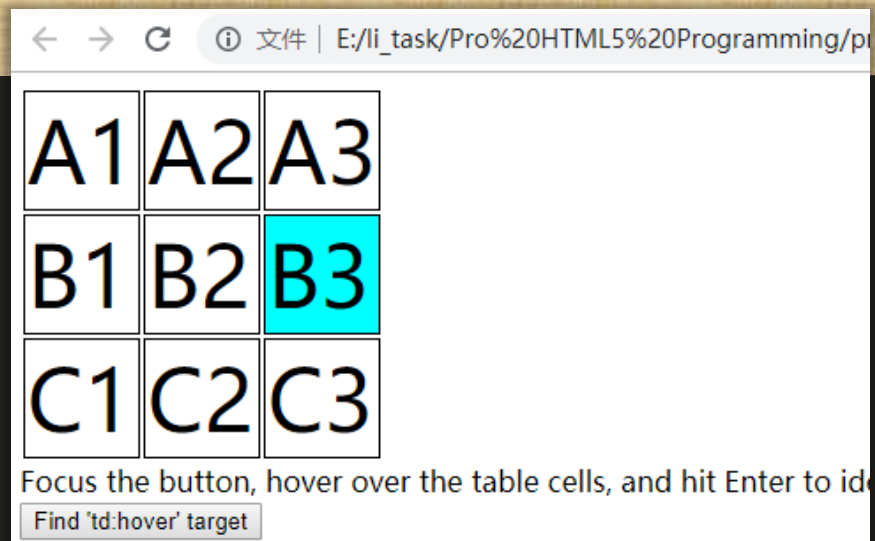 文件 | E:/li_task/Pro%20HTML5%20Programming/p
A1 A2 A3
B1 B2 B3
C1 C2 C3
Focus the button, hover over the table cells, and hit Enter to
Find 'td:hover' target